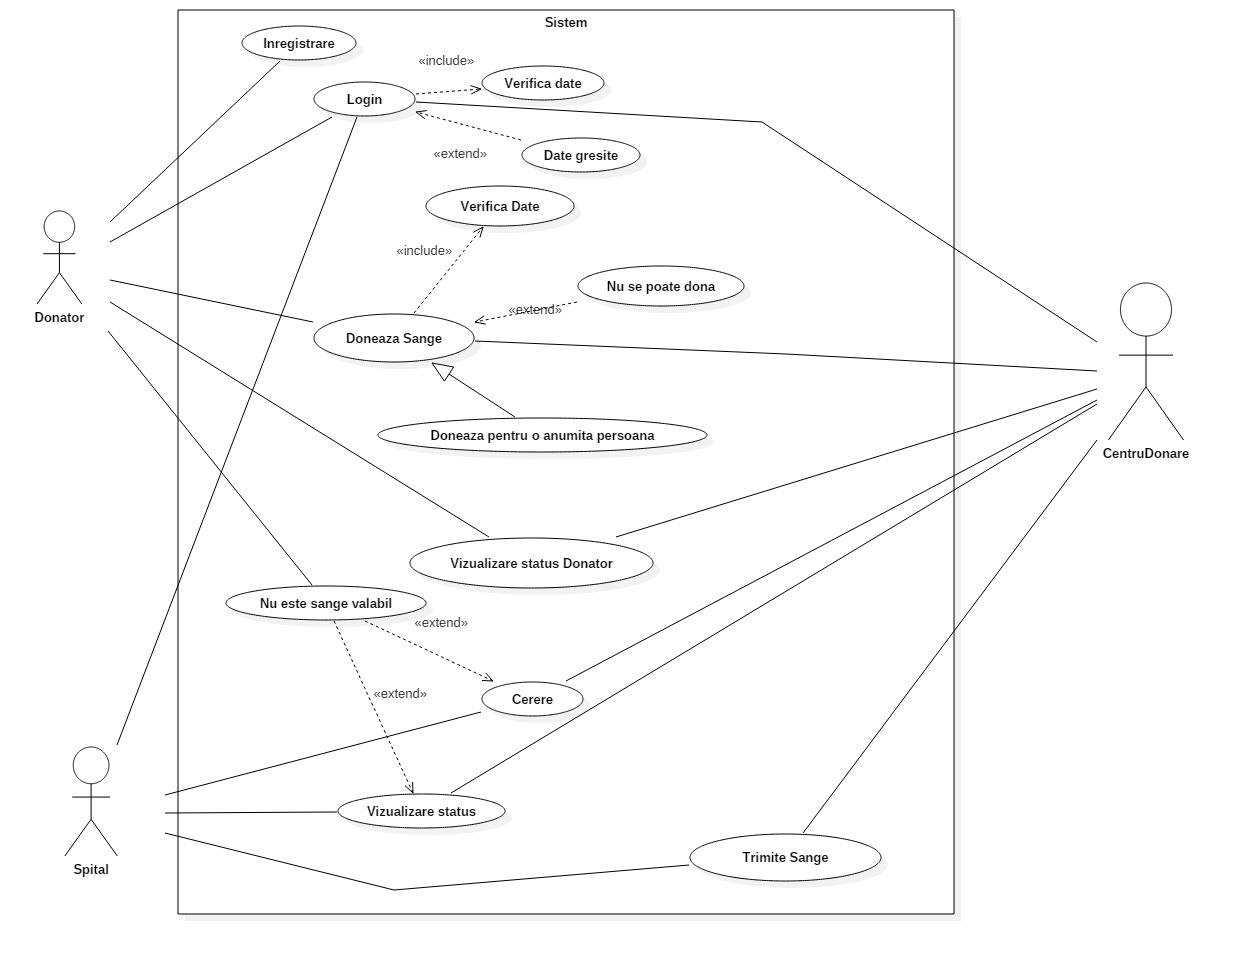 Sistem
Inregistrare
«include»
Verifica date
Login
«extend»
Date gresite
Verifica Date
«include»
Nu se poate dona
«extend»
Donator
Doneaza Sange
Doneaza pentru o anumita persoana
CentruDonare
Vizualizare status Donator
Nu este sange valabil
«extend»
«extend»
Cerere
Vizualizare status
Trimite Sange
Spital